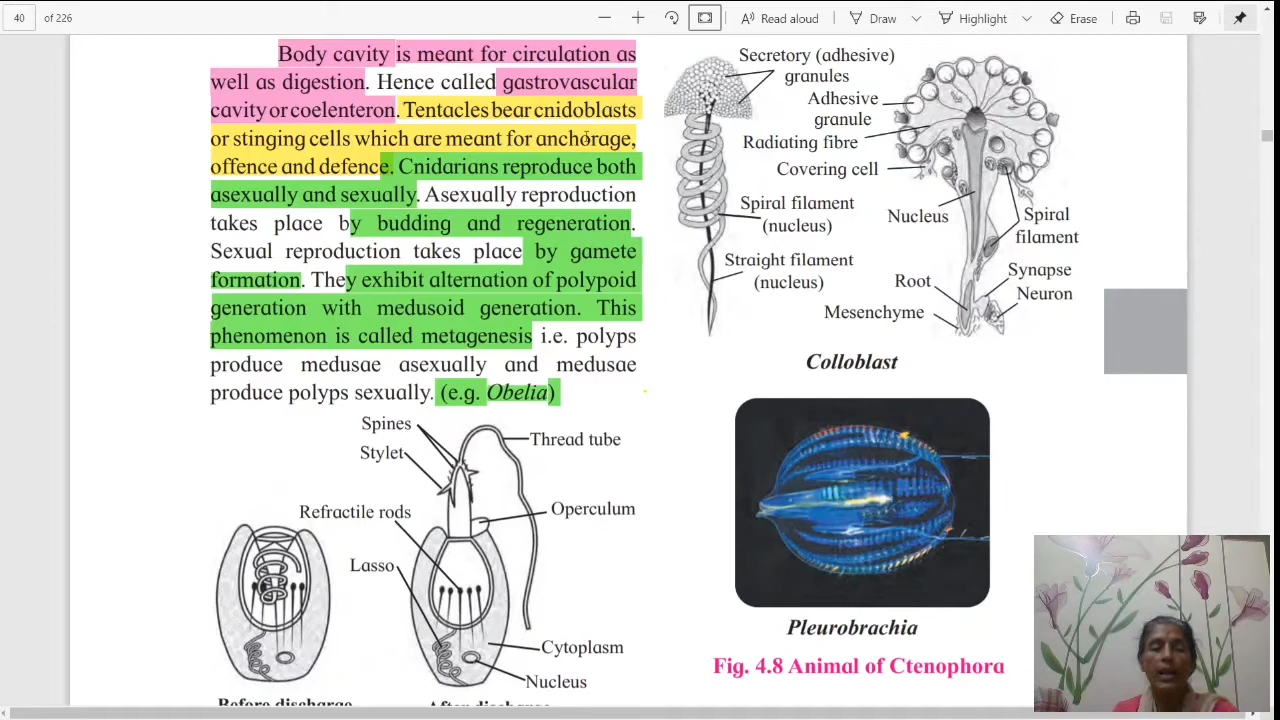 40 of 226
Read aloud
Draw
Highlight
Erase
Body cavity is meant for circulation as
well as digestion. Hence called gastrovascular
cavity or coelenteron. Tentacles bear cnidoblasts
or stinging cells which are meant for anchorage,
offence and defence. Cnidarians reproduce both
asexually and sexually. Asexually reproduction
takes place by budding and regeneration.
Sexual reproduction takes place by gamete
formation. They exhibit alternation of polypoid
generation with medusoid generation. This
phenomenon is called metagenesis i.e. polyps
produce medusae asexually and medusae
produce polyps sexually. (e.g. Obelia)
Spines
Stylet
Thread tube
Refractile rods
Operculum
Lasso
Cytoplasm
Nucleus
Before discharge
After discharge
Secretory (adhesive)
granules
Adhesive
granule
Radiating fibre
Covering cell
Spiral filament
(nucleus)
Nucleus
Spiral
filament
Straight filament
(nucleus)
Root
Synapse
Neuron
Mesenchyme
Colloblast
Pleurobrachia
Fig. 4.8 Animal of Ctenophora